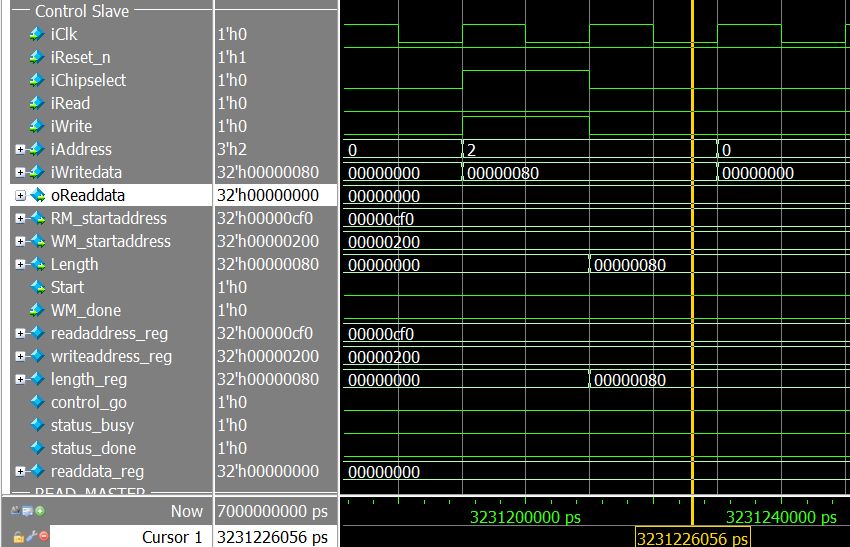 Control Slave
iClk 1'h0
iReset_n 1'h1
iChipselect 1'h0
iRead 1'h0
iWrite 1'h0
iAddress 3'h2 0 2 0
iWritedata 32'h00000080 00000000 00000080 00000000
oReaddata 32'h00000000 00000000
RM_startaddress 32'h00000cf0 00000cf0
WM_startaddress 32'h00000200 00000200
Length 32'h00000080 00000000 00000080
Start 1'h0
WM_done 1'h0
readaddress_reg 32'h00000cf0 00000cf0
writeaddress_reg 32'h00000200 00000200
length_reg 32'h00000080 00000000 00000080
control_go 1'h0
status_busy 1'h0
status_done 1'h0
readdata_reg 32'h00000000 00000000
READ_MASTER
Now 7000000000 ps 3231200000 ps 3231240000 ps
Cursor 1 3231226056 ps 3231226056 ps